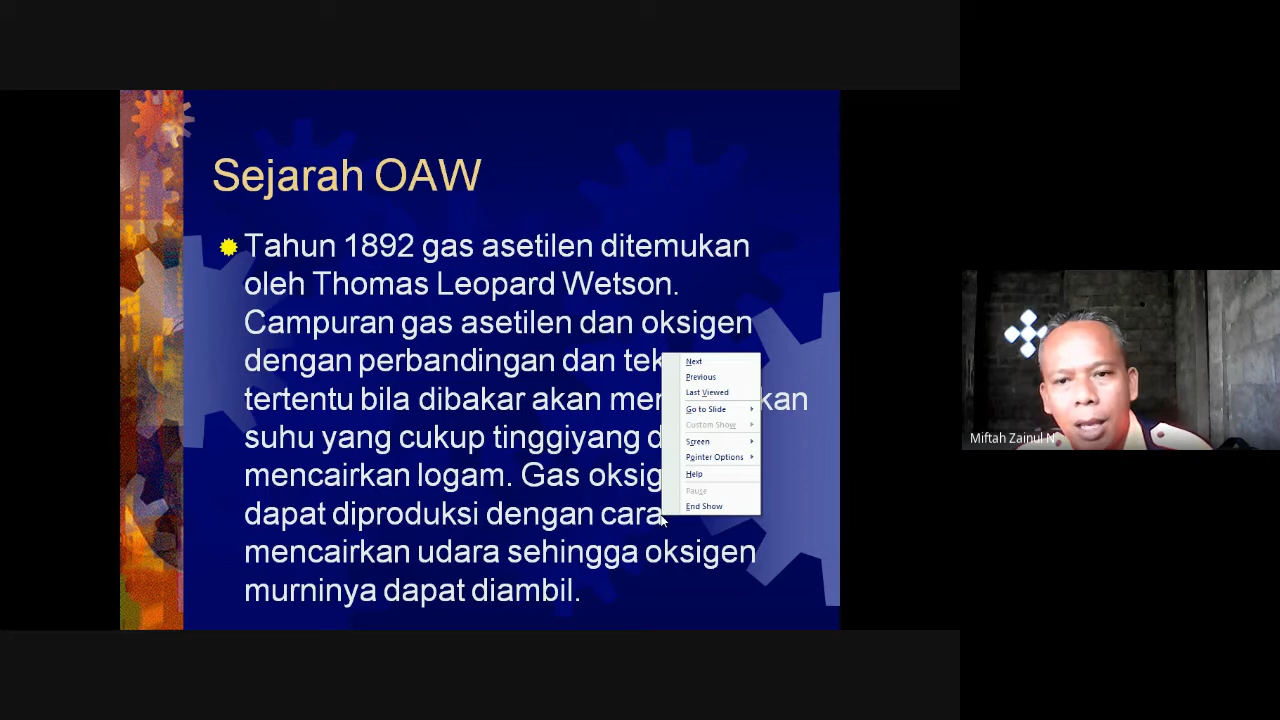 Sejarah OAW
Tahun 1892 gas asetilen ditemukan
oleh Thomas Leopard Wetson.
Campuran gas asetilen dan oksigen
dengan perbandingan dan tek
tertentu bila dibakar akan men kan
suhu yang cukup tinggiyang d
mencairkan logam. Gas oksig
dapat diproduksi dengan cara
mencairkan udara sehingga oksigen
murninya dapat diambil.
Next
Previous
Last Viewed
Go to Slide
Custom Show
Screen
Pointer Options
Help
Pause
End Show
Miftah Zainul N.